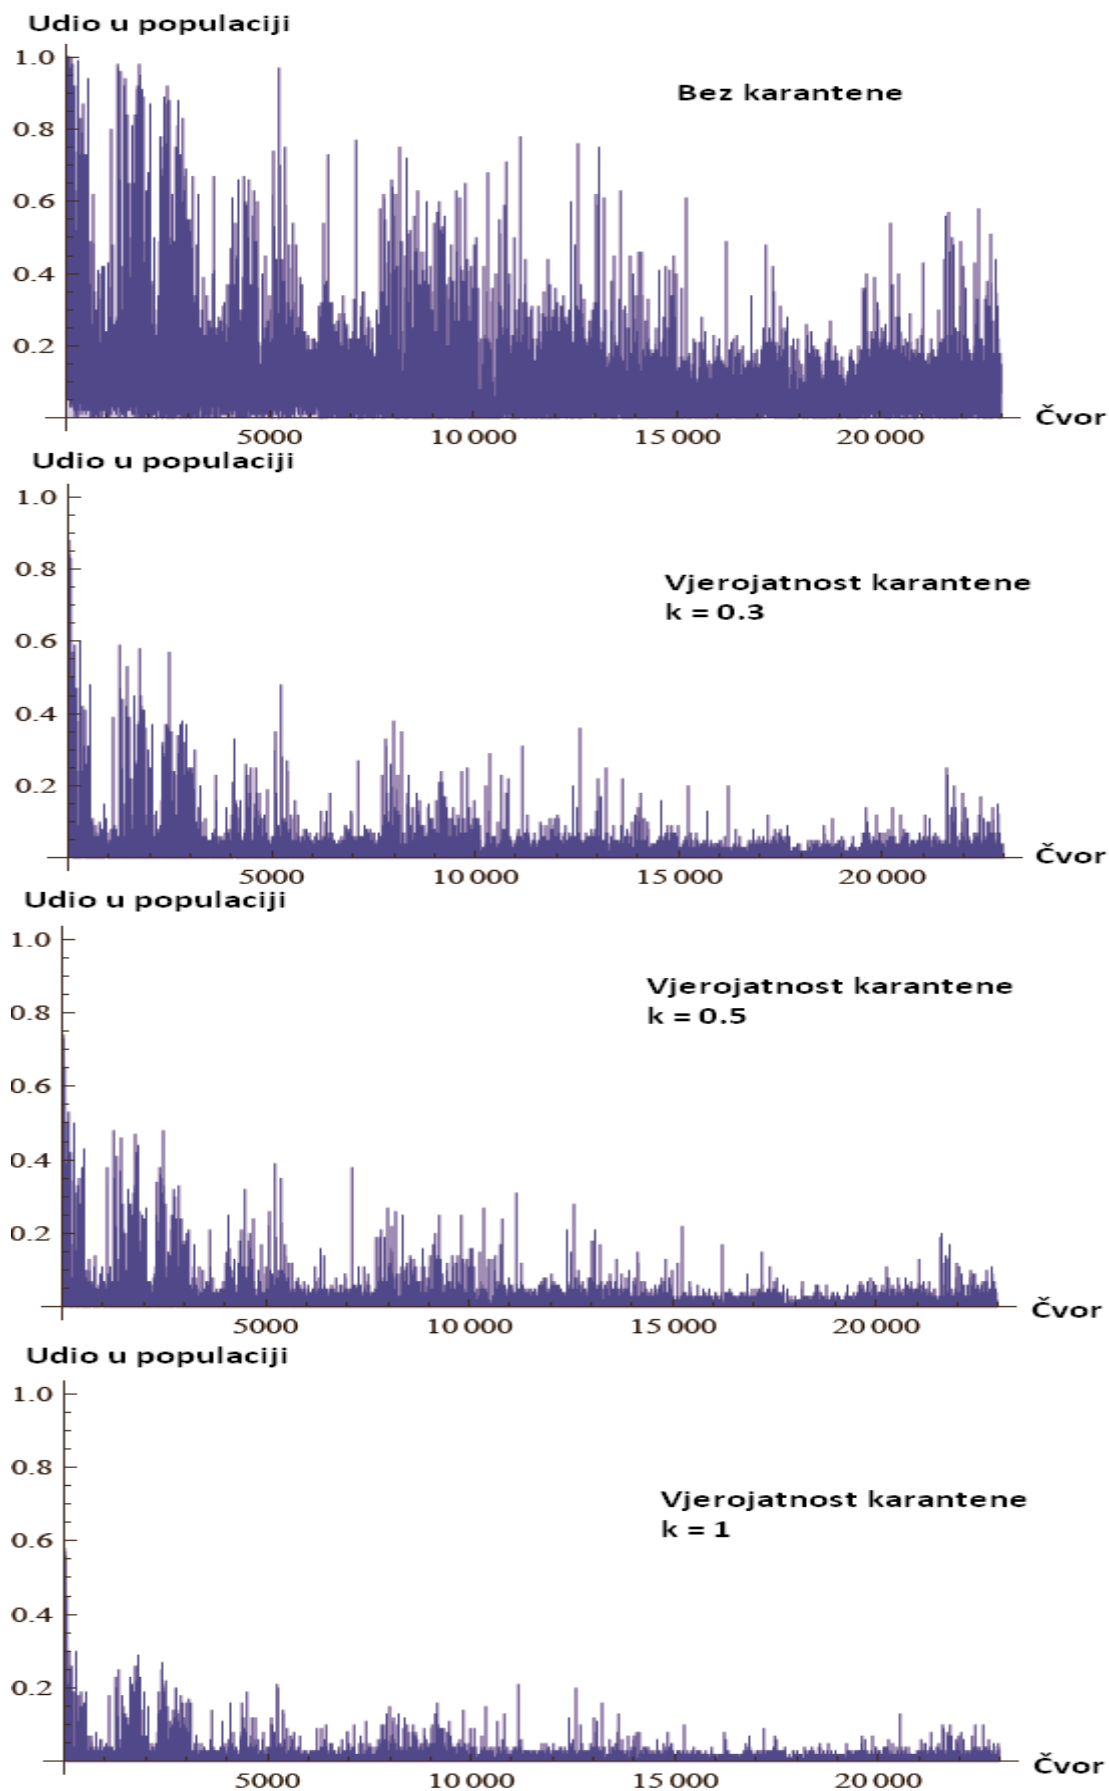 Udio u populaciji
1.0
Bez karantene
0.8
0.6
0.4
0.2
Čvor
5000 10 000 15 000 20 000
Udio u populaciji
1.0
0.8
Vjerojatnost karantene
k = 0.3
0.6
0.4
0.2
Čvor
5000 10 000 15 000 20 000
Udio u populaciji
1.0
Vjerojatnost karantene
0.8
k = 0.5
0.6
0.4
0.2
Čvor
5000 10 000 15 000 20 000
Udio u populaciji
1.0
0.8
Vjerojatnost karantene
k = 1
0.6
0.4
0.2
Čvor
5000 10 000 15 000 20 000